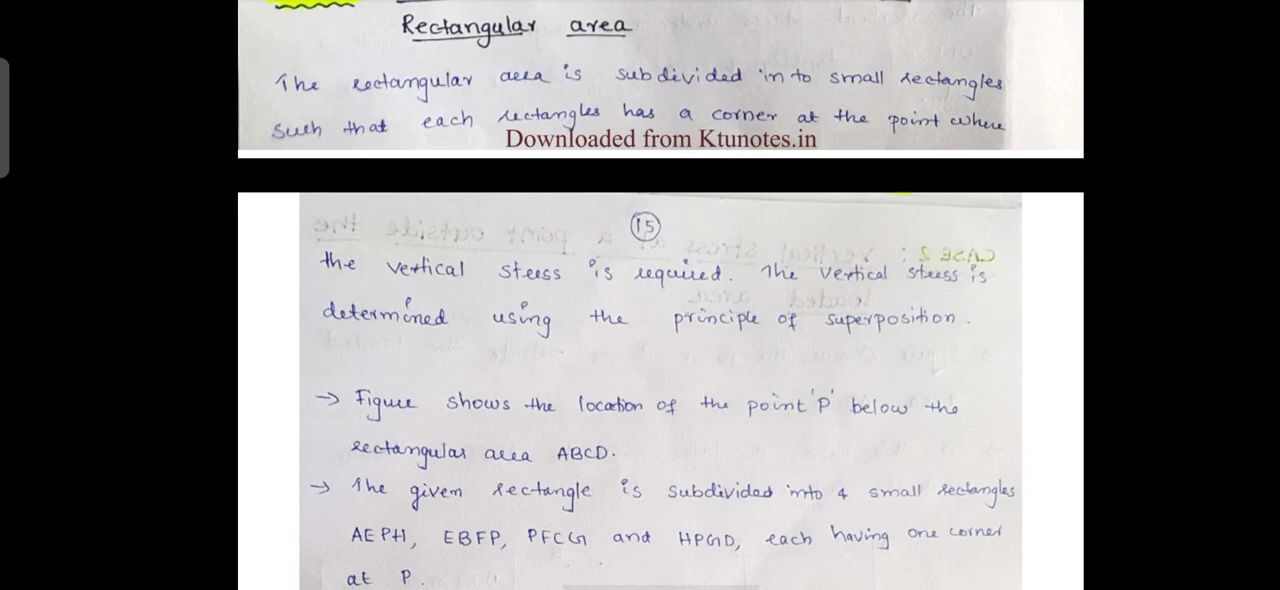 Rectangular area
The rectangular area is subdivided in to small rectangles
such that each rectangles has a corner at the point where
Downloaded from Ktunotes.in
15
the vertical stress is required. The vertical stress is
determined using the principle of superposition.
→ Figure shows the location of the point 'P' below the
rectangular area ABCD.
→ The given rectangle is subdivided into 4 small rectangles
AEPH, EBFP, PFCG and HPGD, each having one corner
at P.